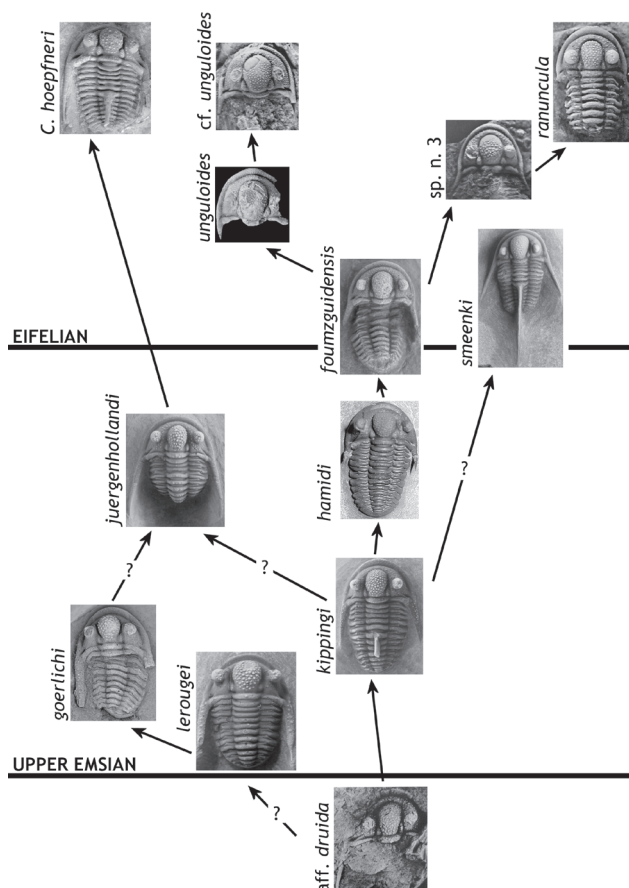 C. hoepfneri
cf. unguloides
ranuncula
sp. n. 3
unguloides
foumzguidensis
smeenki
EIFELIAN
juergenhollandi
hamidi
?
?
?
kippingi
goerlichi
lerougei
UPPER EMSIAN
?
aff. druida